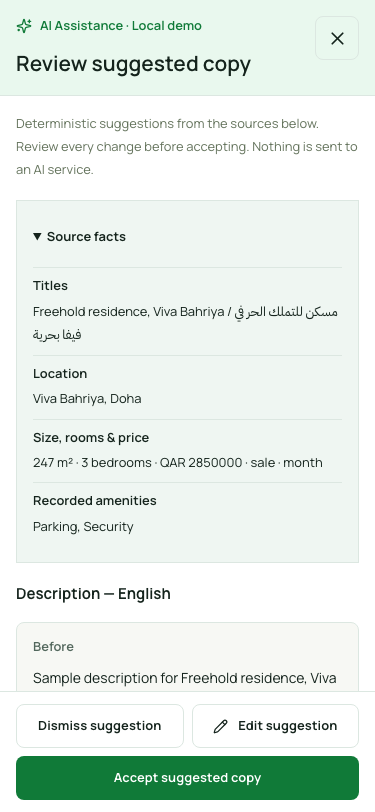 AI Assistance · Local demo
Review suggested copy
Deterministic suggestions from the sources below.
Review every change before accepting. Nothing is sent to
an AI service.
Source facts
Titles
Freehold residence, Viva Bahriya / مسكن للتملك الحر في
فيفا بحرية
Location
Viva Bahriya, Doha
Size, rooms & price
247 m² · 3 bedrooms · QAR 2850000 · sale · month
Recorded amenities
Parking, Security
Description — English
Before
Sample description for Freehold residence, Viva
Dismiss suggestion
Edit suggestion
Accept suggested copy